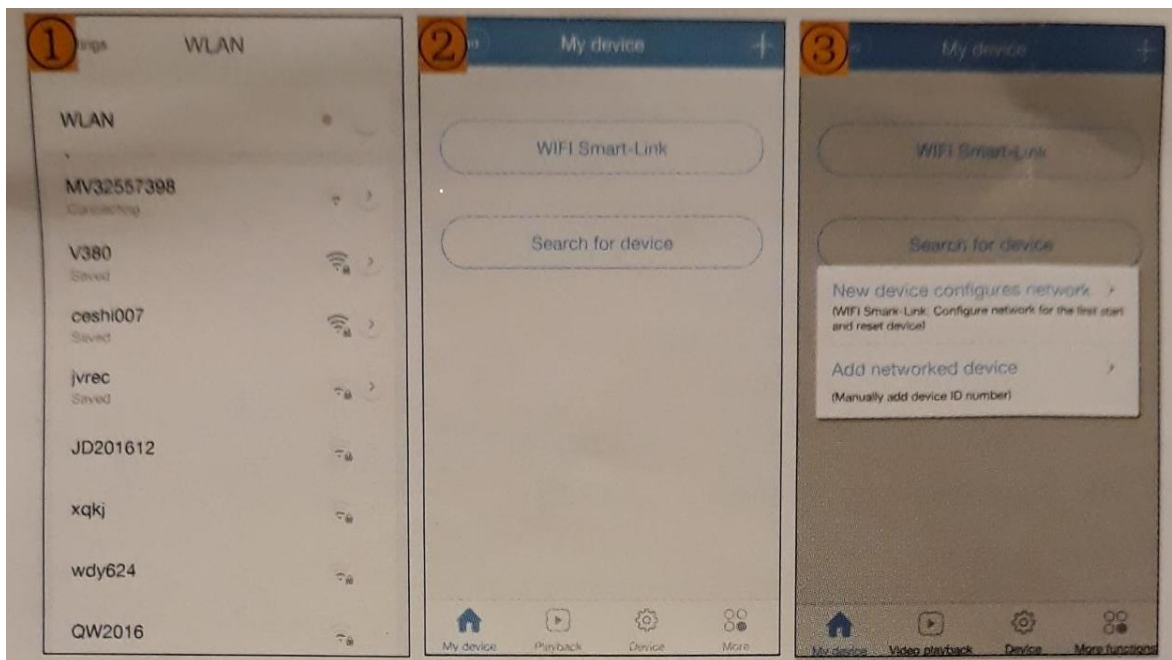 1
WLAN
WLAN
MV32557398
Connecting
V380
Saved
ceshi007
Saved
jvrec
Saved
JD201612
xqkj
wdy624
QW2016
2
My device +
WIFI Smart-Link
Search for device
My device Playback Device More
3
My device +
WIFI Smart-Link
Search for device
New device configures network >
(WIFI Smark-Link: Configure network for the first start
and reset device)
Add networked device >
(Manually add device ID number)
My device Video playback Device More functions